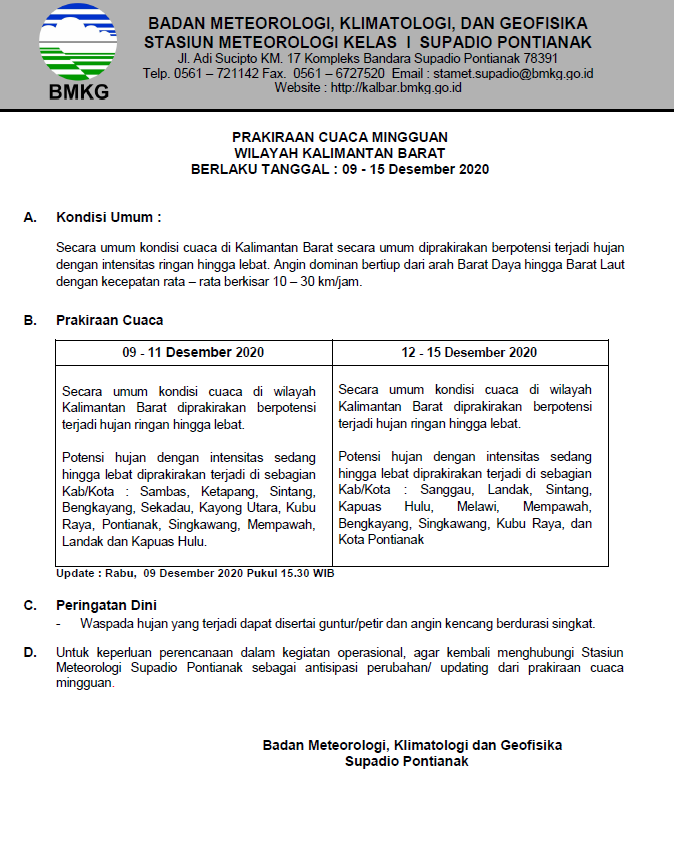 BMKG
BADAN METEOROLOGI, KLIMATOLOGI, DAN GEOFISIKA
STASIUN METEOROLOGI KELAS I SUPADIO PONTIANAK
Jl. Adi Sucipto KM. 17 Kompleks Bandara Supadio Pontianak 78391
Telp. 0561 – 721142 Fax. 0561 – 6727520 Email : stamet.supadio@bmkg.go.id
Website : http://kalbar.bmkg.go.id
PRAKIRAAN CUACA MINGGUAN
WILAYAH KALIMANTAN BARAT
BERLAKU TANGGAL : 09 - 15 Desember 2020
A. Kondisi Umum :
Secara umum kondisi cuaca di Kalimantan Barat secara umum diprakirakan berpotensi terjadi hujan
dengan intensitas ringan hingga lebat. Angin dominan bertiup dari arah Barat Daya hingga Barat Laut
dengan kecepatan rata – rata berkisar 10 – 30 km/jam.
B. Prakiraan Cuaca
09 - 11 Desember 2020
Secara umum kondisi cuaca di wilayah
Kalimantan Barat diprakirakan berpotensi
terjadi hujan ringan hingga lebat.
Potensi hujan dengan intensitas sedang
hingga lebat diprakirakan terjadi di sebagian
Kab/Kota : Sambas, Ketapang, Sintang,
Bengkayang, Sekadau, Kayong Utara, Kubu
Raya, Pontianak, Singkawang, Mempawah,
Landak dan Kapuas Hulu.
12 - 15 Desember 2020
Secara umum kondisi cuaca di wilayah
Kalimantan Barat diprakirakan berpotensi
terjadi hujan ringan hingga lebat.
Potensi hujan dengan intensitas sedang
hingga lebat diprakirakan terjadi di sebagian
Kab/Kota : Sanggau, Landak, Sintang,
Kapuas Hulu, Melawi, Mempawah,
Bengkayang, Singkawang, Kubu Raya, dan
Kota Pontianak
Update : Rabu, 09 Desember 2020 Pukul 15.30 WIB
C. Peringatan Dini
- Waspada hujan yang terjadi dapat disertai guntur/petir dan angin kencang berdurasi singkat.
D. Untuk keperluan perencanaan dalam kegiatan operasional, agar kembali menghubungi Stasiun
Meteorologi Supadio Pontianak sebagai antisipasi perubahan/ updating dari prakiraan cuaca
mingguan.
Badan Meteorologi, Klimatologi dan Geofisika
Supadio Pontianak